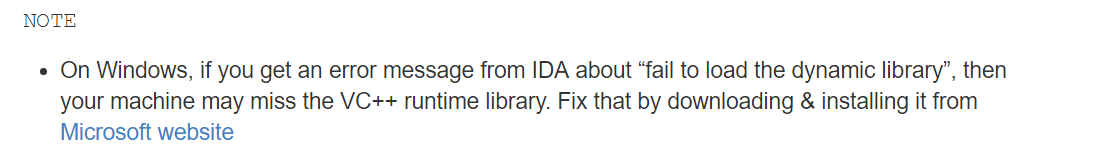 NOTE
• On Windows, if you get an error message from IDA about “fail to load the dynamic library”, then
your machine may miss the VC++ runtime library. Fix that by downloading & installing it from
Microsoft website